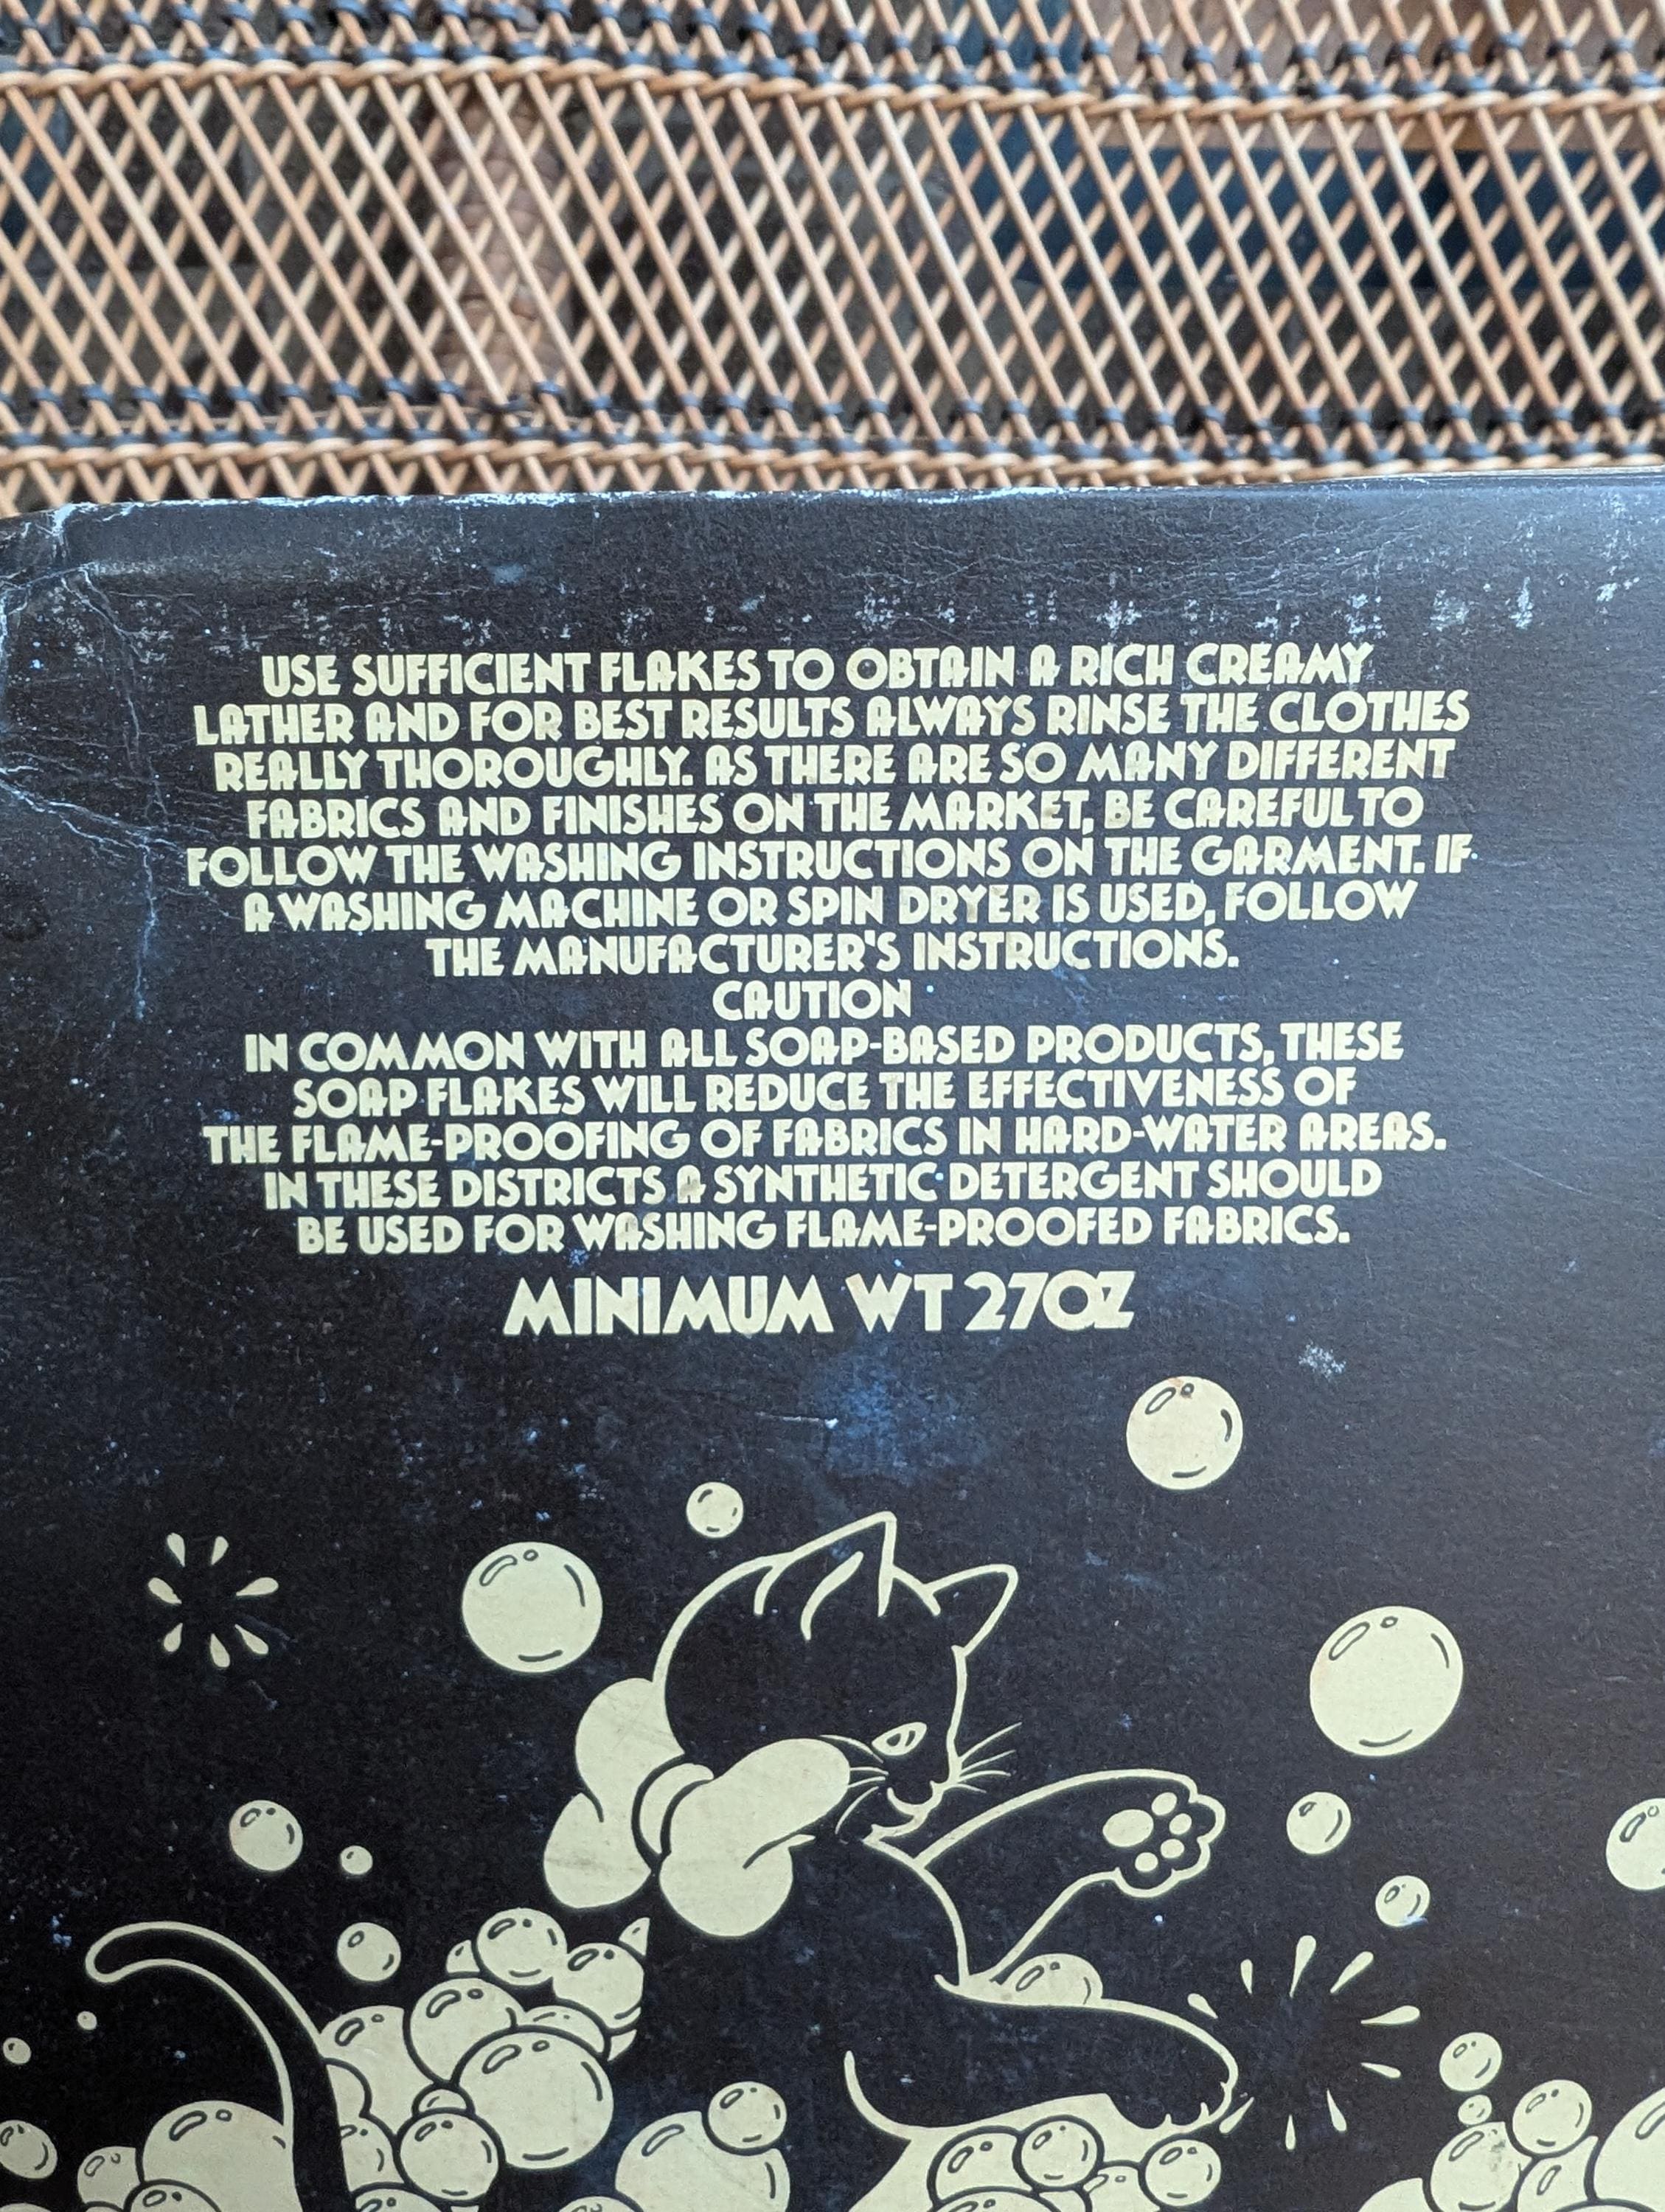 USE SUFFICIENT FLAKES TO OBTAIN A RICH CREAMY
LATHER AND FOR BEST RESULTS ALWAYS RINSE THE CLOTHES
REALLY THOROUGHLY. AS THERE ARE SO MANY DIFFERENT
FABRICS AND FINISHES ON THE MARKET, BE CAREFUL TO
FOLLOW THE WASHING INSTRUCTIONS ON THE GARMENT. IF
A WASHING MACHINE OR SPIN DRYER IS USED, FOLLOW
THE MANUFACTURER'S INSTRUCTIONS.
CAUTION
IN COMMON WITH ALL SOAP-BASED PRODUCTS, THESE
SOAP FLAKES WILL REDUCE THE EFFECTIVENESS OF
THE FLAME-PROOFING OF FABRICS IN HARD-WATER AREAS.
IN THESE DISTRICTS A SYNTHETIC DETERGENT SHOULD
BE USED FOR WASHING FLAME-PROOFED FABRICS.
MINIMUM WT 27OZ